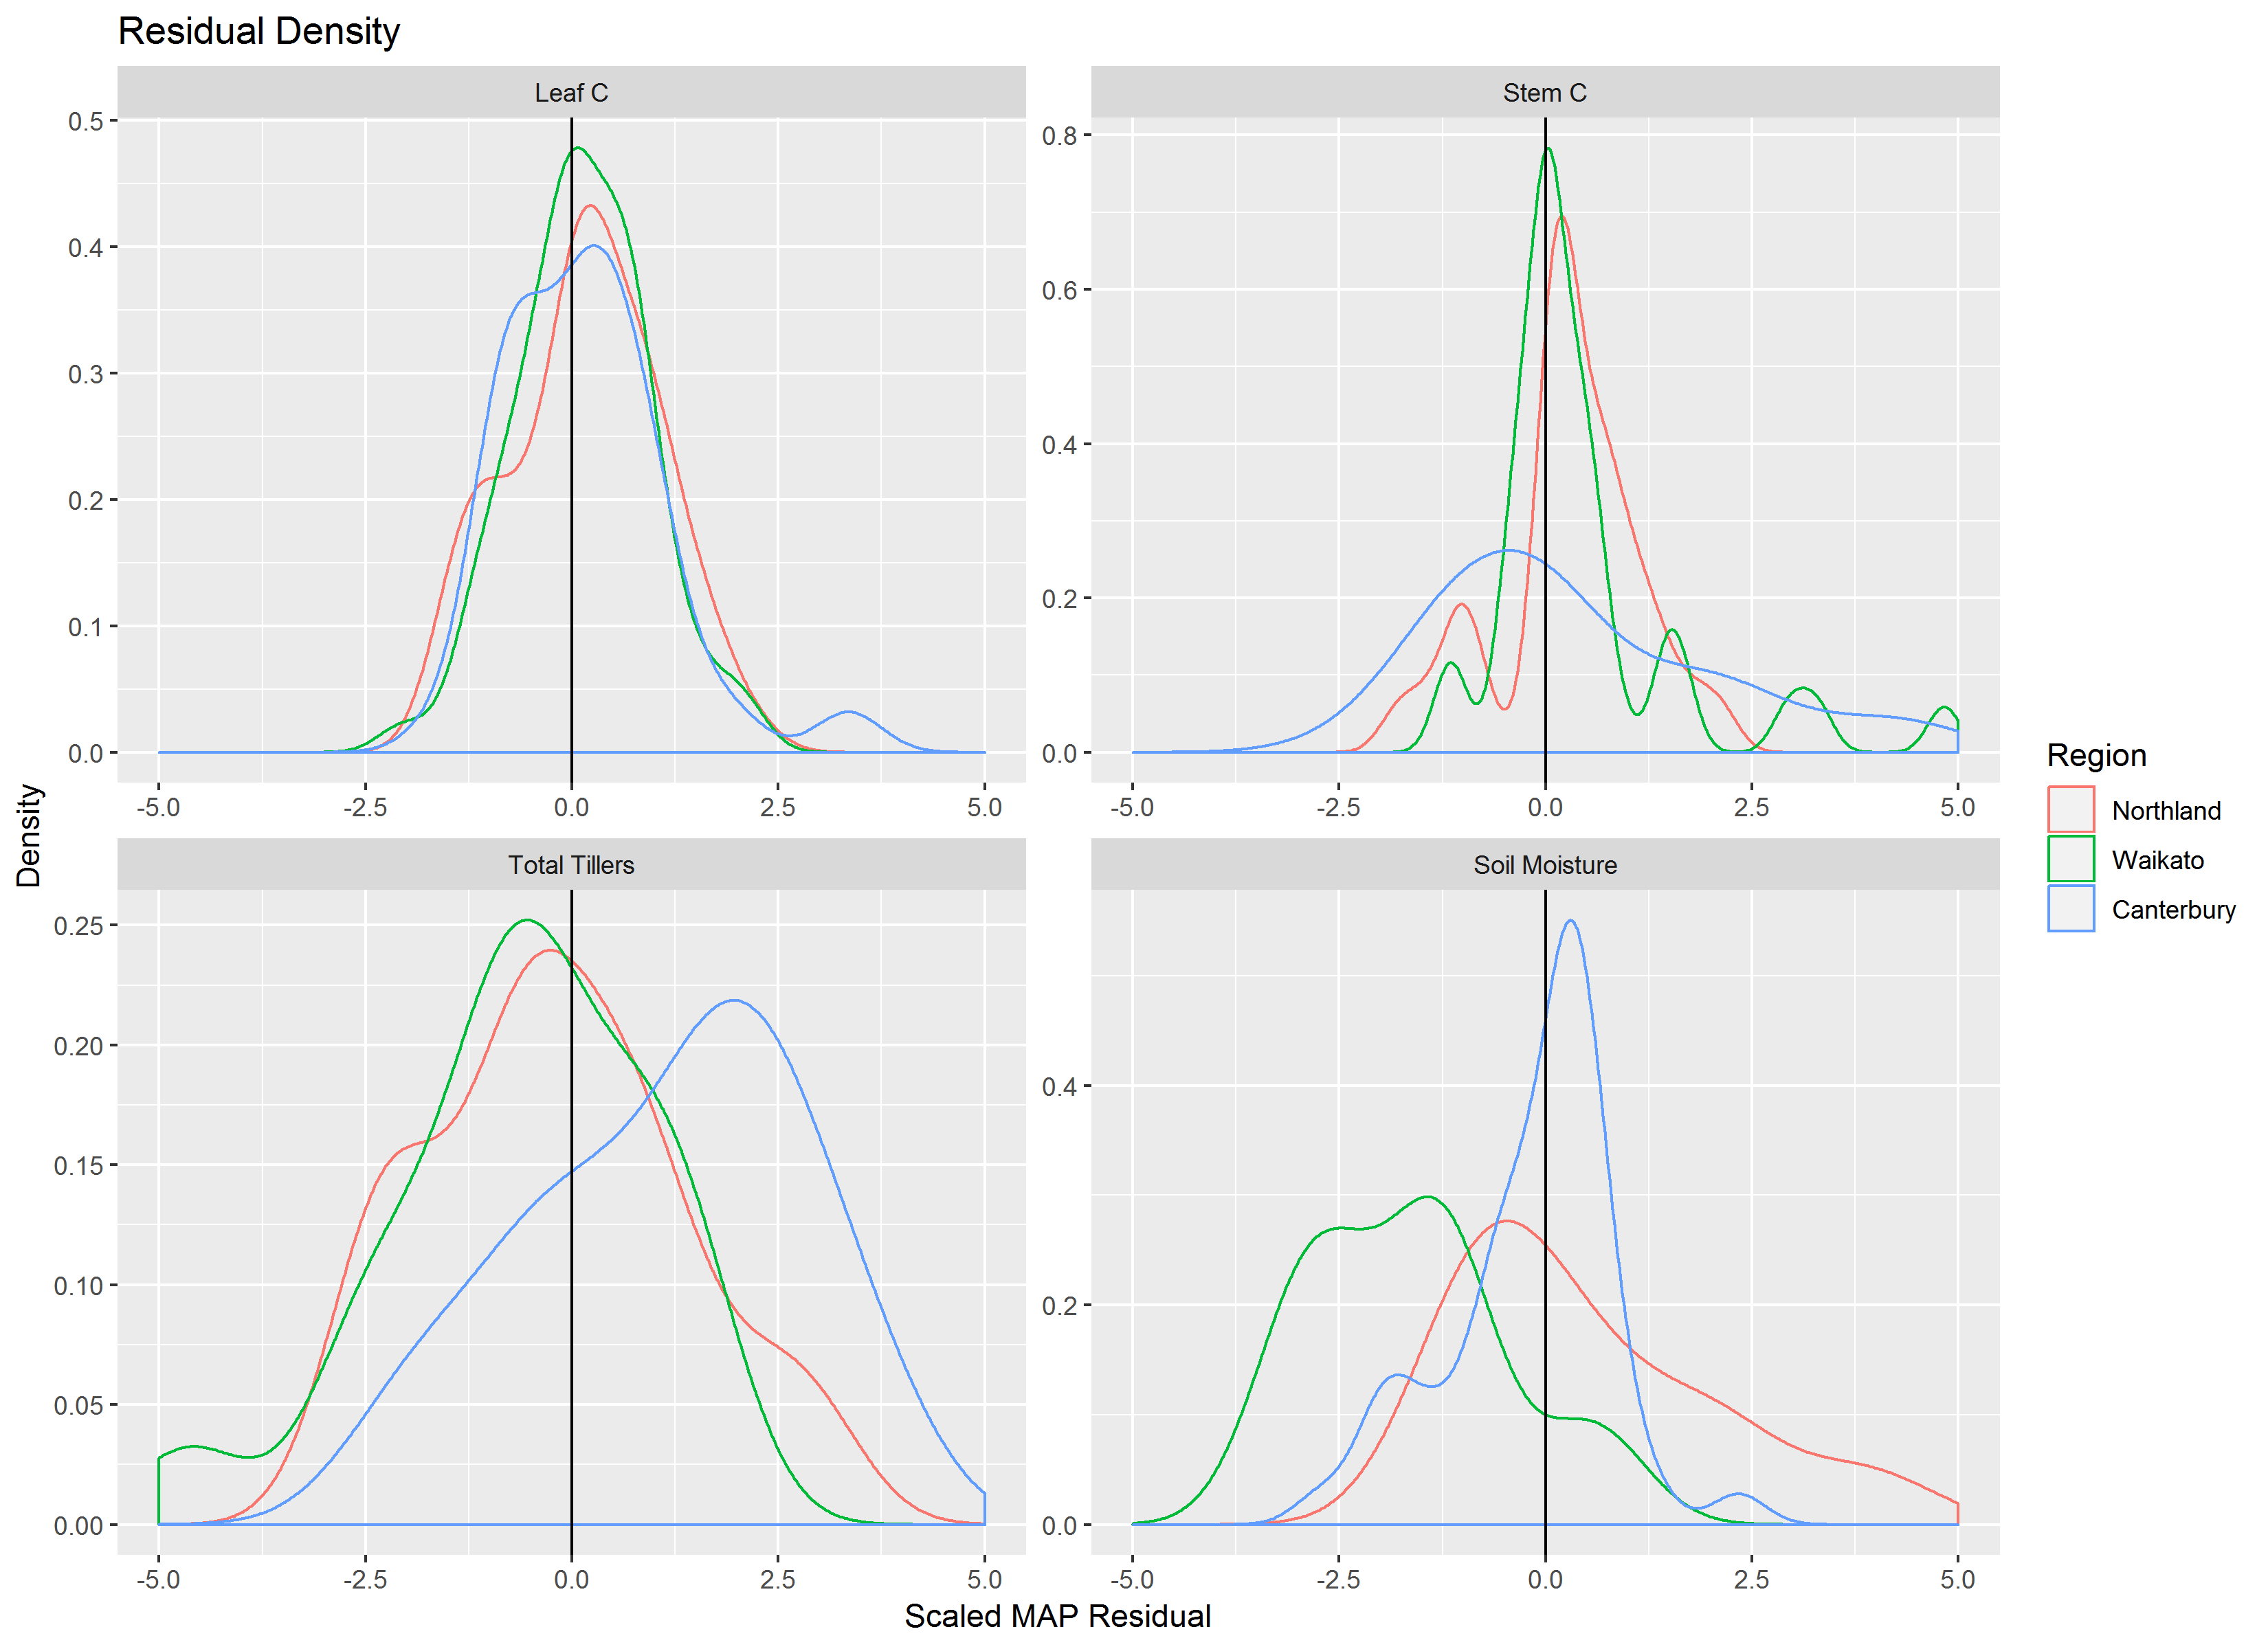 Residual Density
Leaf C
Stem C
0.5
0.4
0.3
0.2
0.1
0.0
0.8
0.6
0.4
0.2
0.0
-5.0 -2.5 0.0 2.5 5.0
-5.0 -2.5 0.0 2.5 5.0
Total Tillers
Soil Moisture
0.25
0.20
0.15
0.10
0.05
0.00
0.4
0.2
0.0
-5.0 -2.5 0.0 2.5 5.0
-5.0 -2.5 0.0 2.5 5.0
Density
Scaled MAP Residual
Region
Northland
Waikato
Canterbury